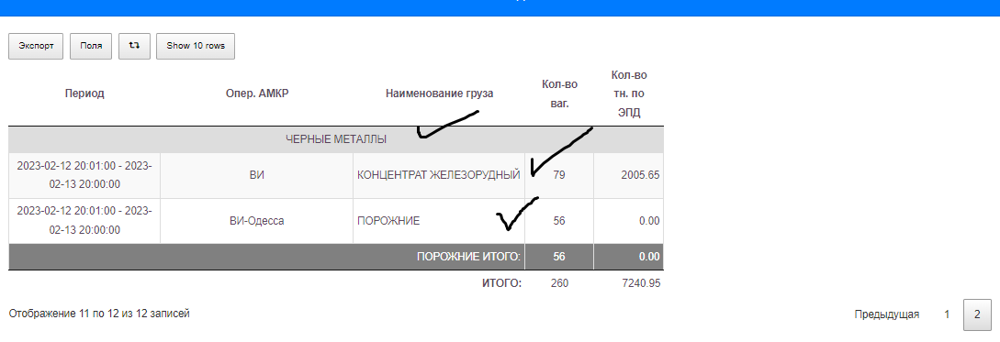 Экспорт Поля Show 10 rows
Период Опер. АМКР Наименование груза Кол-во ваг. Кол-во тн. по ЭПД
ЧЕРНЫЕ МЕТАЛЛЫ
2023-02-12 20:01:00 - 2023-
02-13 20:00:00
ВИ КОНЦЕНТРАТ ЖЕЛЕЗОРУДНЫЙ 79 2005.65
2023-02-12 20:01:00 - 2023-
02-13 20:00:00
ВИ-Одесса ПОРОЖНИЕ 56 0.00
ПОРОЖНИЕ ИТОГО: 56 0.00
ИТОГО: 260 7240.95
Отображение 11 по 12 из 12 записей Предыдущая 1 2